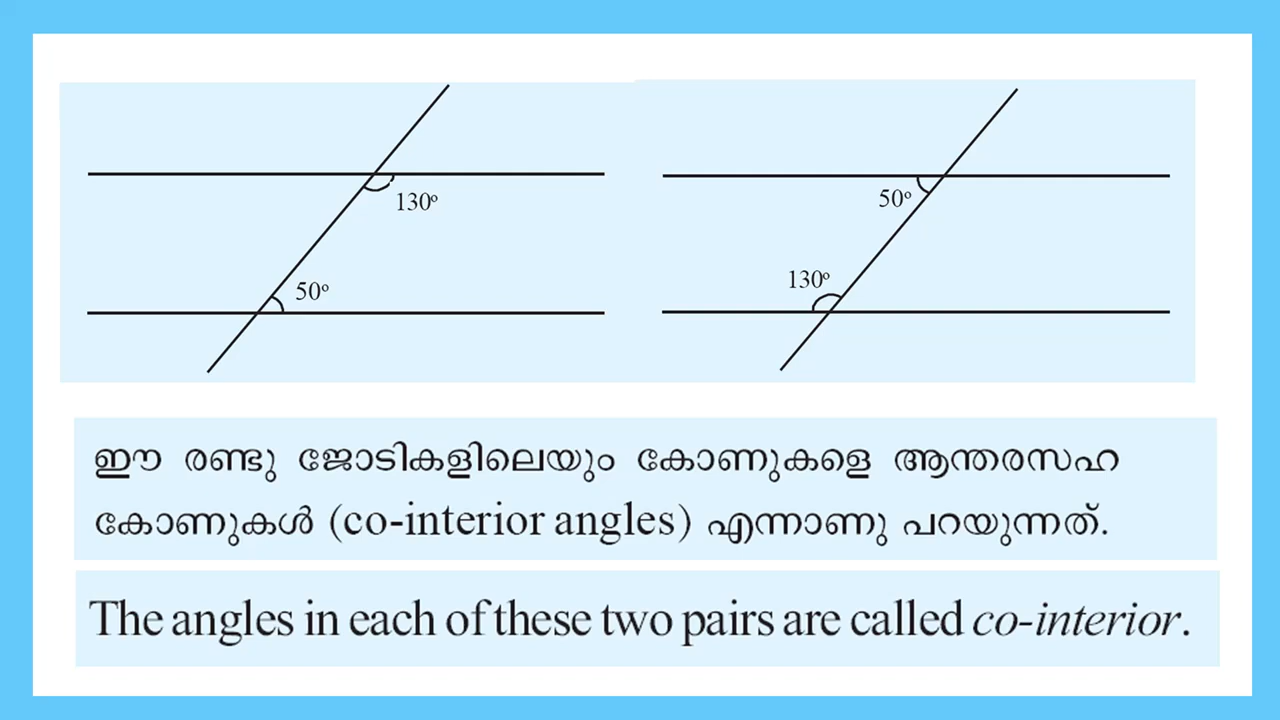 130°
50°
50°
130°
ഈ രണ്ടു ജോടികളിലെയും കോണുകളെ ആന്തരസഹ
കോണുകൾ (co-interior angles) എന്നാണു പറയുന്നത്.
The angles in each of these two pairs are called co-interior.